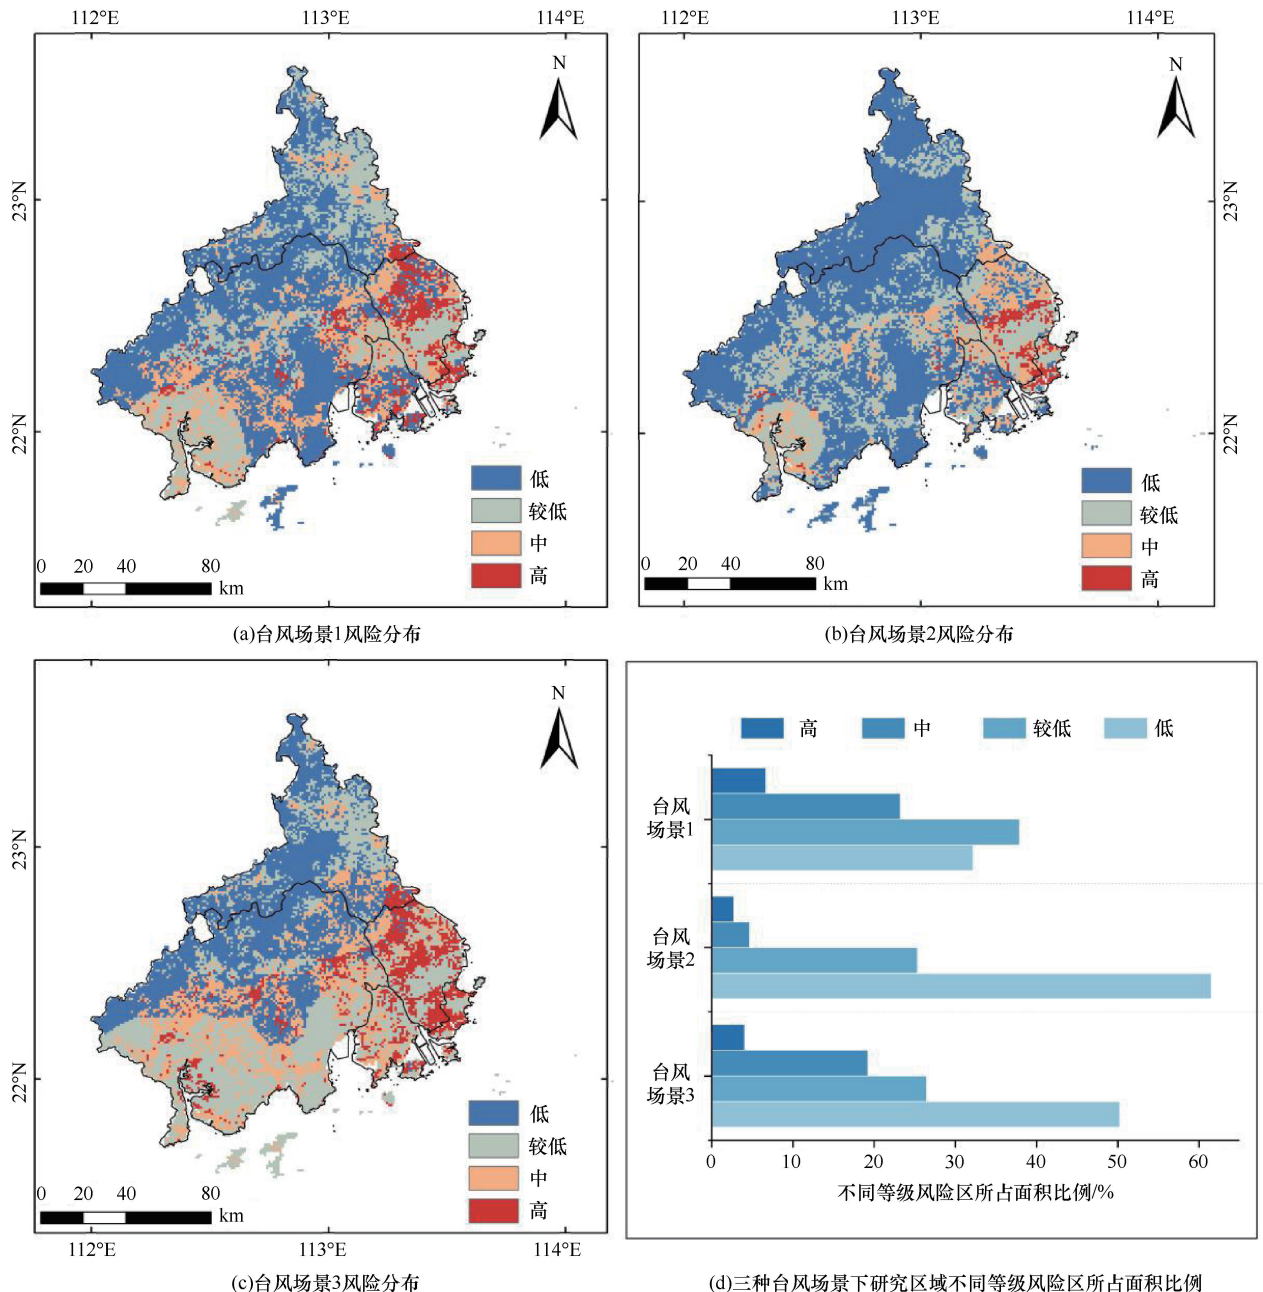 112°E 113°E 114°E
112°E 113°E 114°E
N
N
23°N
23°N
22°N
22°N
低
较低
中
高
0 20 40 80
km
低
较低
中
高
0 20 40 80
km
(a)台风场景1风险分布
(b)台风场景2风险分布
N
23°N
22°N
低
较低
中
高
0 20 40 80
km
112°E 113°E 114°E
(c)台风场景3风险分布
高 中 较低 低
台风
场景1
台风
场景2
台风
场景3
0 10 20 30 40 50 60
不同等级风险区所占面积比例/%
(d)三种台风场景下研究区域不同等级风险区所占面积比例